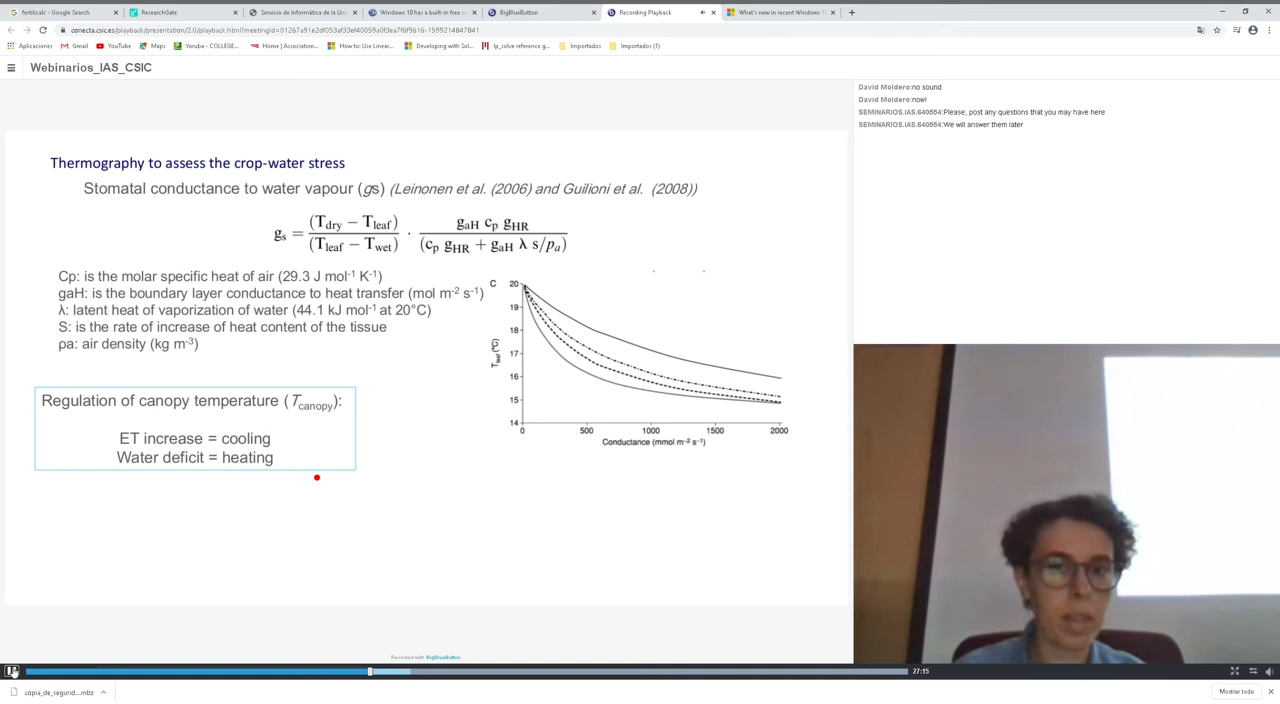 fertilicalc - Google Search
ResearchGate
Servicio de Informática de la Uni
Windows 10 has a built-in free s
BigBlueButton
Recording Playback
What's new in recent Windows 1
conecta.csic.es/playback/presentation/2.0/playback.html?meetingId=
Aplicaciones
Gmail
YouTube
Maps
Yoruba - COLLEGE...
Home | Association...
How to: Use Linear...
Developing with Sol...
lp_solve reference g...
Importados
Importados (1)
Webinarios_IAS_CSIC
David Moldero:no sound
David Moldero:now!
SEMINARIOS.IAS.640554:Please, post any questions that you may have here
SEMINARIOS.IAS.640554:We will answer them later
Thermography to assess the crop-water stress
Stomatal conductance to water vapour (gs) (Leinonen et al. (2006) and Guilioni et al. (2008))
gs = (Tdry − Tleaf) / (Tleaf − Twet) · gaH cp gHR / (cp gHR + gaH λ s/pa)
Cp: is the molar specific heat of air (29.3 J mol-1 K-1)
gaH: is the boundary layer conductance to heat transfer (mol m-2 s-1)
λ: latent heat of vaporization of water (44.1 kJ mol-1 at 20°C)
S: is the rate of increase of heat content of the tissue
ρa: air density (kg m-3)
C
20
19
18
17
16
15
14
Tleaf (°C)
0 500 1000 1500 2000
Conductance (mmol m-2 s-1)
Regulation of canopy temperature (Tcanopy):
ET increase = cooling
Water deficit = heating
Recorded with BigBlueButton.
27:15
copia_de_segurid....mbz
Mostrar todo